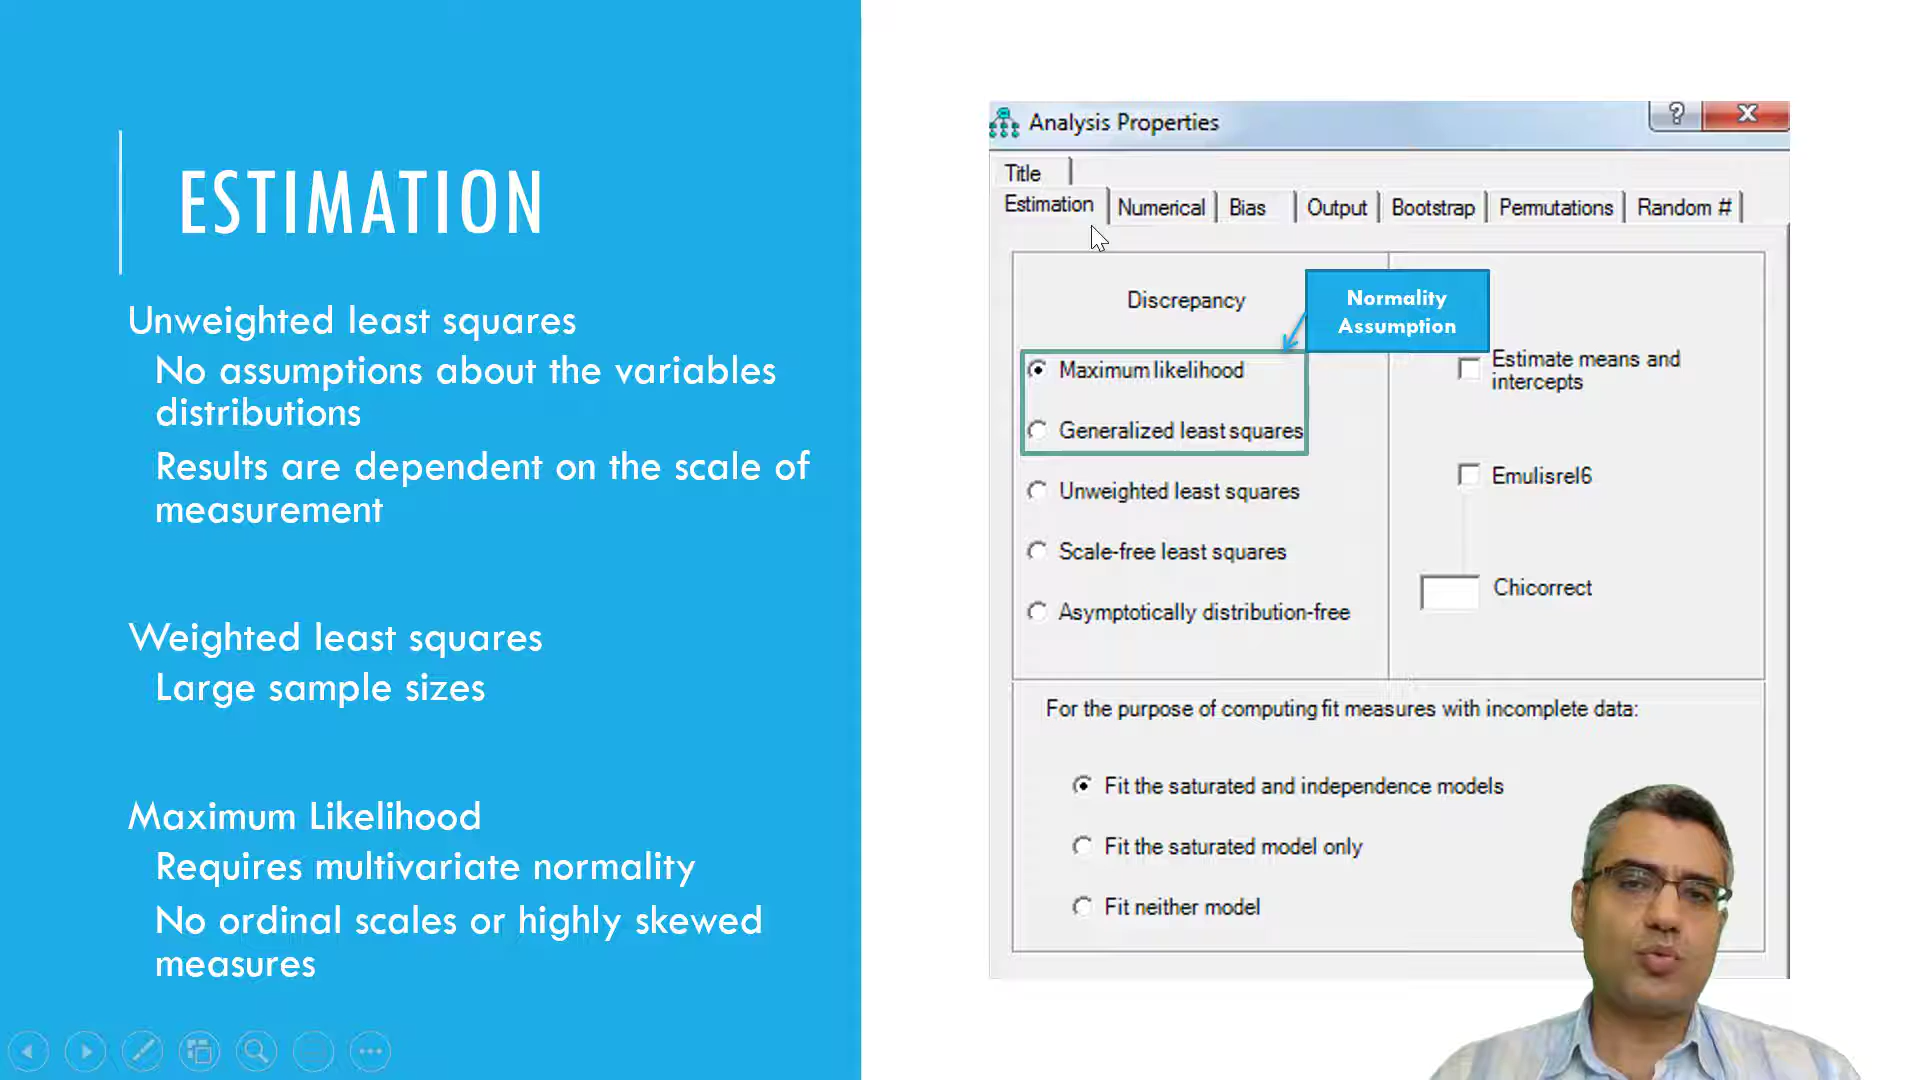 ESTIMATION
Unweighted least squares
No assumptions about the variables
distributions
Results are dependent on the scale of
measurement
Weighted least squares
Large sample sizes
Maximum Likelihood
Requires multivariate normality
No ordinal scales or highly skewed
measures
Analysis Properties
?
X
Title
Estimation
Numerical
Bias
Output
Bootstrap
Permutations
Random #
Discrepancy
Normality
Assumption
Maximum likelihood
Generalized least squares
Unweighted least squares
Scale-free least squares
Asymptotically distribution-free
Estimate means and
intercepts
Emulisrel6
Chicorrect
For the purpose of computing fit measures with incomplete data:
Fit the saturated and independence models
Fit the saturated model only
Fit neither model